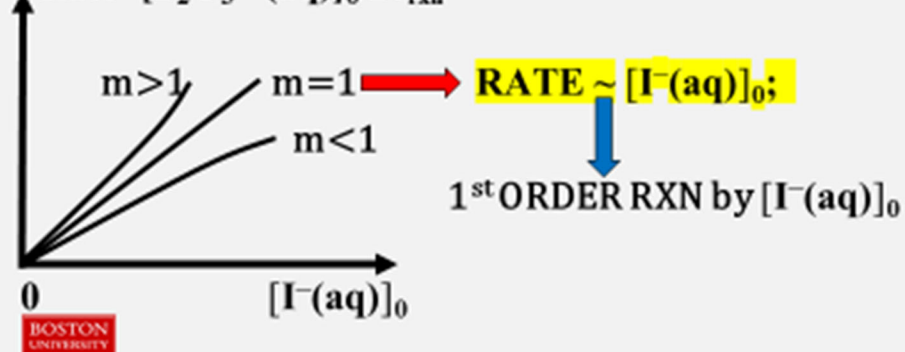 m>1
m=1
RATE ~ [I⁻(aq)]₀;
m<1
1ˢᵗ ORDER RXN by [I⁻(aq)]₀
0
[I⁻(aq)]₀
BOSTON
UNIVERSITY